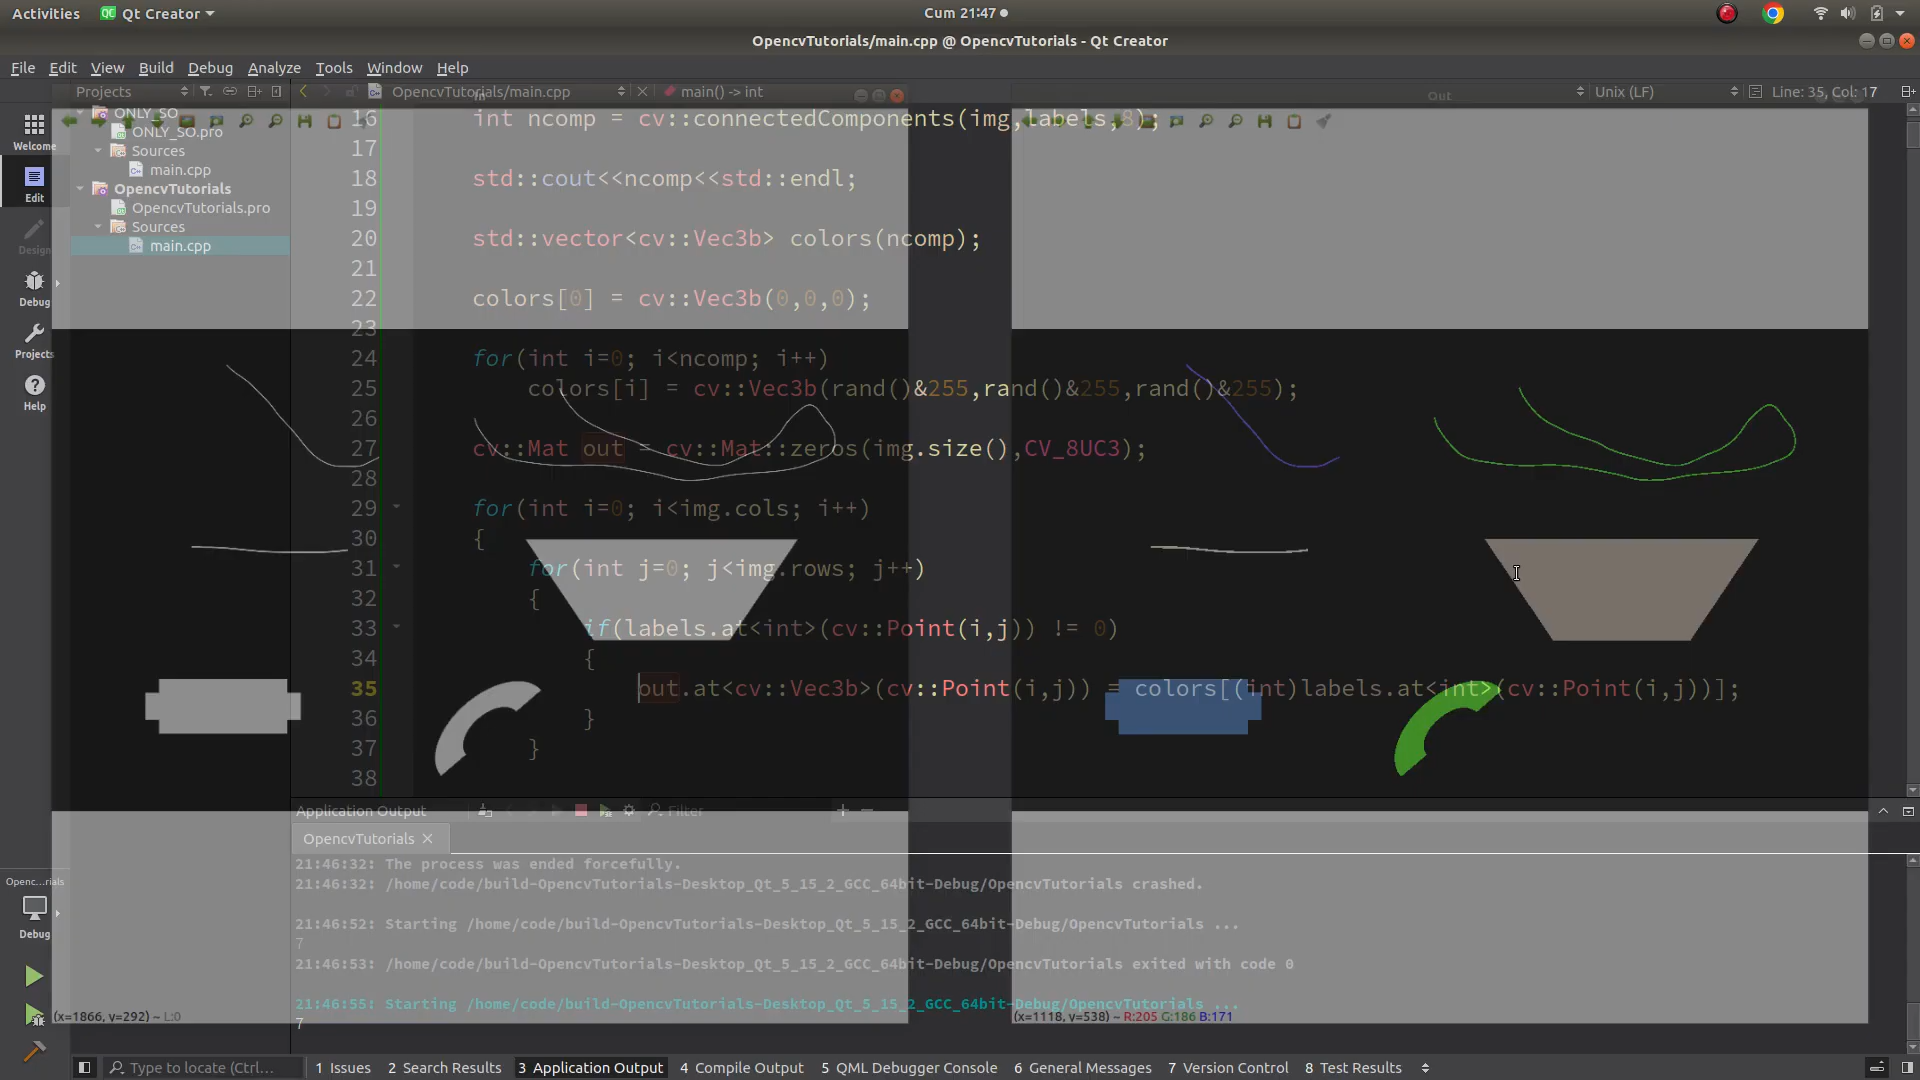 Activities
Qt Creator
Cum 21:47
OpencvTutorials/main.cpp @ OpencvTutorials - Qt Creator
File Edit View Build Debug Analyze Tools Window Help
Projects
OpencvTutorials/main.cpp
main() -> int
Out
Unix (LF)
Line: 35, Col: 17
ONLY_SO
ONLY_SO.pro
Sources
main.cpp
OpencvTutorials
OpencvTutorials.pro
Sources
main.cpp
Welcome
Edit
Design
Debug
Projects
Help
16 int ncomp = cv::connectedComponents(img,labels,8);
17
18 std::cout<<ncomp<<std::endl;
19
20 std::vector<cv::Vec3b> colors(ncomp);
21
22 colors[0] = cv::Vec3b(0,0,0);
23
24 for(int i=0; i<ncomp; i++)
25 colors[i] = cv::Vec3b(rand()&255,rand()&255,rand()&255);
26
27 cv::Mat out = cv::Mat::zeros(img.size(),CV_8UC3);
28
29 for(int i=0; i<img.cols; i++)
30 {
31 for(int j=0; j<img.rows; j++)
32 {
33 if(labels.at<int>(cv::Point(i,j)) != 0)
34 {
35 out.at<cv::Vec3b>(cv::Point(i,j)) = colors[(int)labels.at<int>(cv::Point(i,j))];
36 }
37 }
38
Application Output
Filter
OpencvTutorials
21:46:32: The process was ended forcefully.
21:46:32: /home/code/build-OpencvTutorials-Desktop_Qt_5_15_2_GCC_64bit-Debug/OpencvTutorials crashed.
21:46:52: Starting /home/code/build-OpencvTutorials-Desktop_Qt_5_15_2_GCC_64bit-Debug/OpencvTutorials ...
7
21:46:53: /home/code/build-OpencvTutorials-Desktop_Qt_5_15_2_GCC_64bit-Debug/OpencvTutorials exited with code 0
21:46:55: Starting /home/code/build-OpencvTutorials-Desktop_Qt_5_15_2_GCC_64bit-Debug/OpencvTutorials ...
7
Openc...rials
Debug
(x=1866, y=292) ~ L:0
(x=1118, y=538) ~ R:205 G:186 B:171
Type to locate (Ctrl...
1 Issues
2 Search Results
3 Application Output
4 Compile Output
5 QML Debugger Console
6 General Messages
7 Version Control
8 Test Results